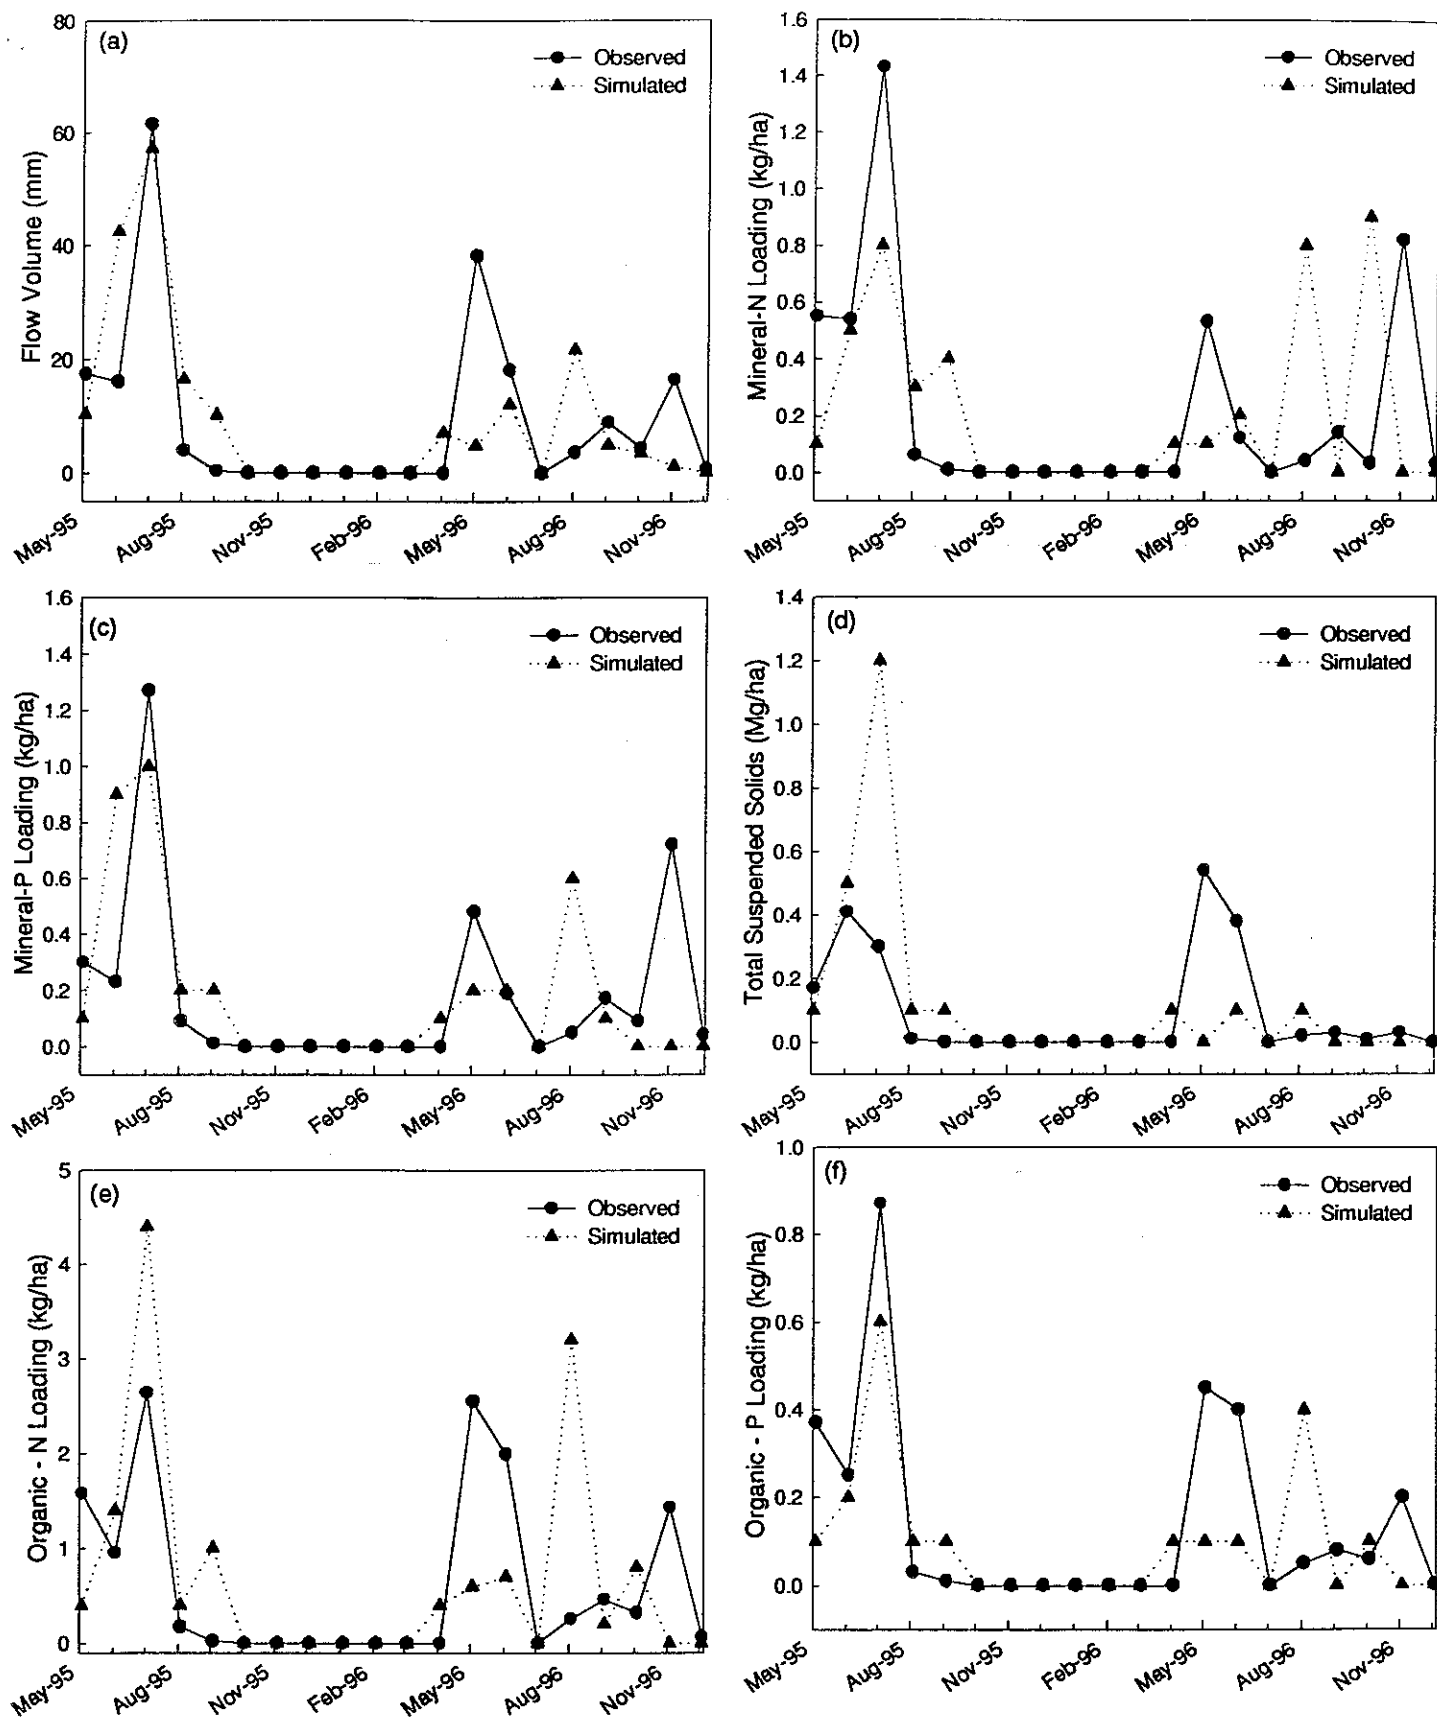 (a)
Observed
Simulated
Flow Volume (mm)
80
60
40
20
0
May-95
Aug-95
Nov-95
Feb-96
May-96
Aug-96
Nov-96
(b)
Observed
Simulated
Mineral-N Loading (kg/ha)
1.6
1.4
1.2
1.0
0.8
0.6
0.4
0.2
0.0
May-95
Aug-95
Nov-95
Feb-96
May-96
Aug-96
Nov-96
(c)
Observed
Simulated
Mineral-P Loading (kg/ha)
1.6
1.4
1.2
1.0
0.8
0.6
0.4
0.2
0.0
May-95
Aug-95
Nov-95
Feb-96
May-96
Aug-96
Nov-96
(d)
Observed
Simulated
Total Suspended Solids (Mg/ha)
1.4
1.2
1.0
0.8
0.6
0.4
0.2
0.0
May-95
Aug-95
Nov-95
Feb-96
May-96
Aug-96
Nov-96
(e)
Observed
Simulated
Organic - N Loading (kg/ha)
5
4
3
2
1
0
May-95
Aug-95
Nov-95
Feb-96
May-96
Aug-96
Nov-96
(f)
Observed
Simulated
Organic - P Loading (kg/ha)
1.0
0.8
0.6
0.4
0.2
0.0
May-95
Aug-95
Nov-95
Feb-96
May-96
Aug-96
Nov-96